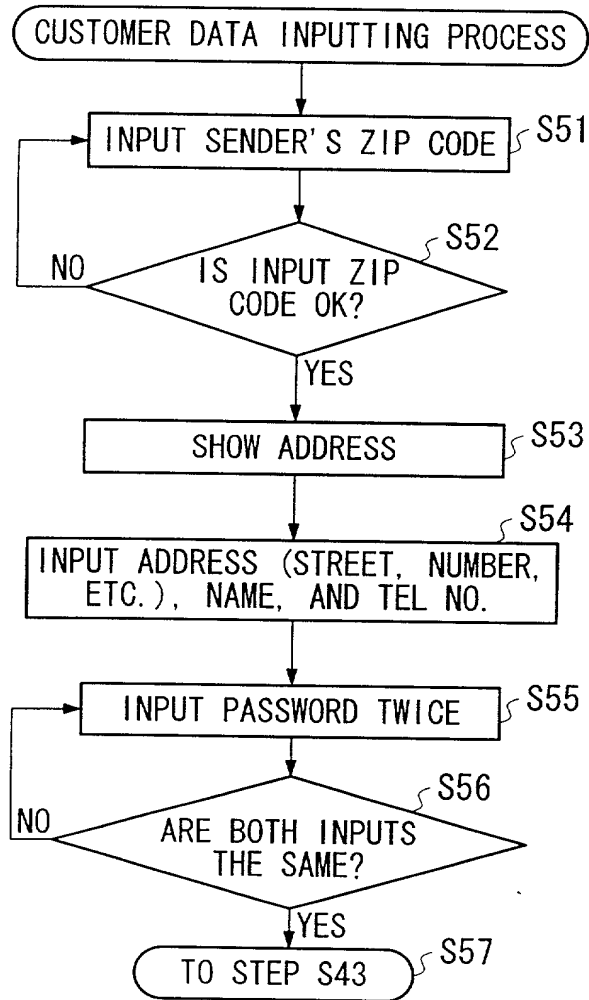 CUSTOMER DATA INPUTTING PROCESS
INPUT SENDER'S ZIP CODE
S51
S52
IS INPUT ZIP
CODE OK?
NO
YES
SHOW ADDRESS
S53
S54
INPUT ADDRESS (STREET, NUMBER,
ETC.), NAME, AND TEL NO.
INPUT PASSWORD TWICE
S55
S56
ARE BOTH INPUTS
THE SAME?
NO
YES
TO STEP S43
S57